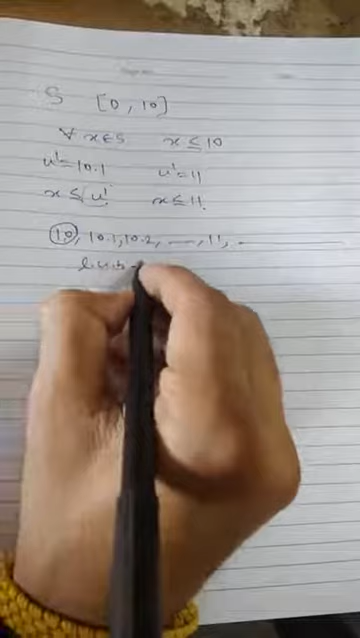 S [0, 10]
∀ x∈S x ≤ 10
u' = 10.1 u' = 11
x ≤ u' x ≤ 11.
10, 10.1, 10.2, ..., 11, .
l.u.b